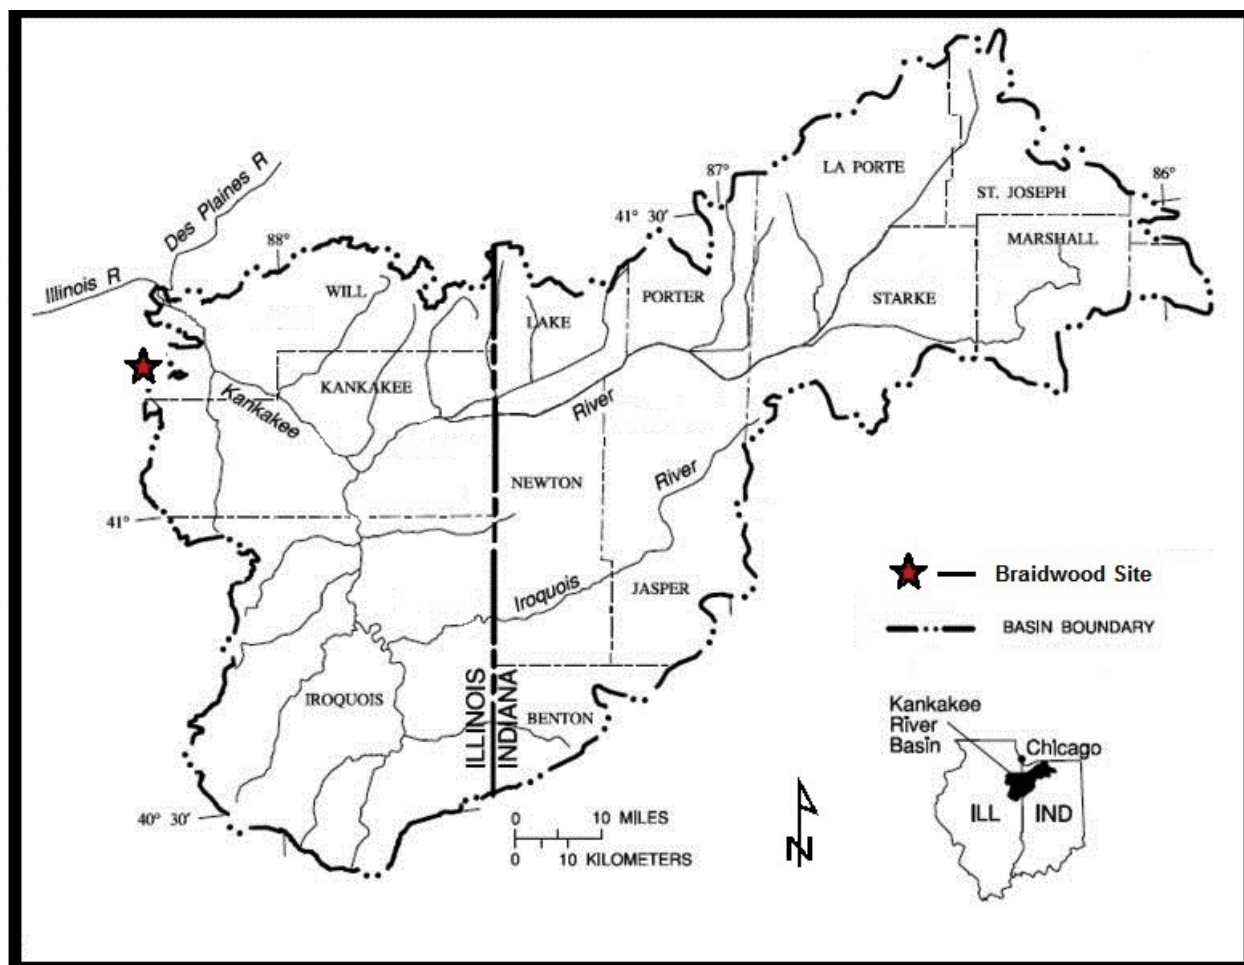 LA PORTE
87°
86°
ST. JOSEPH
Des Plaines R
41° 30′
MARSHALL
88°
Illinois R
WILL
PORTER
STARKE
LAKE
KANKAKEE
Kankakee
River
NEWTON
River
41°
Iroquois
JASPER
Braidwood Site
BASIN BOUNDARY
ILLINOIS
INDIANA
IROQUOIS
BENTON
Kankakee
River
Basin
Chicago
ILL
IND
40° 30′
0 10 MILES
0 10 KILOMETERS
N